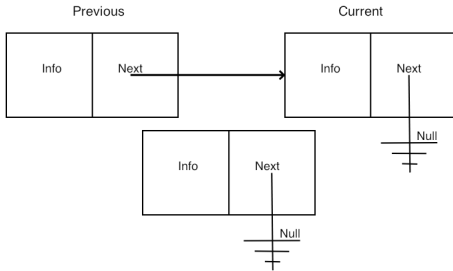 Previous Current
Info Next Info Next
Null
Info Next
Null